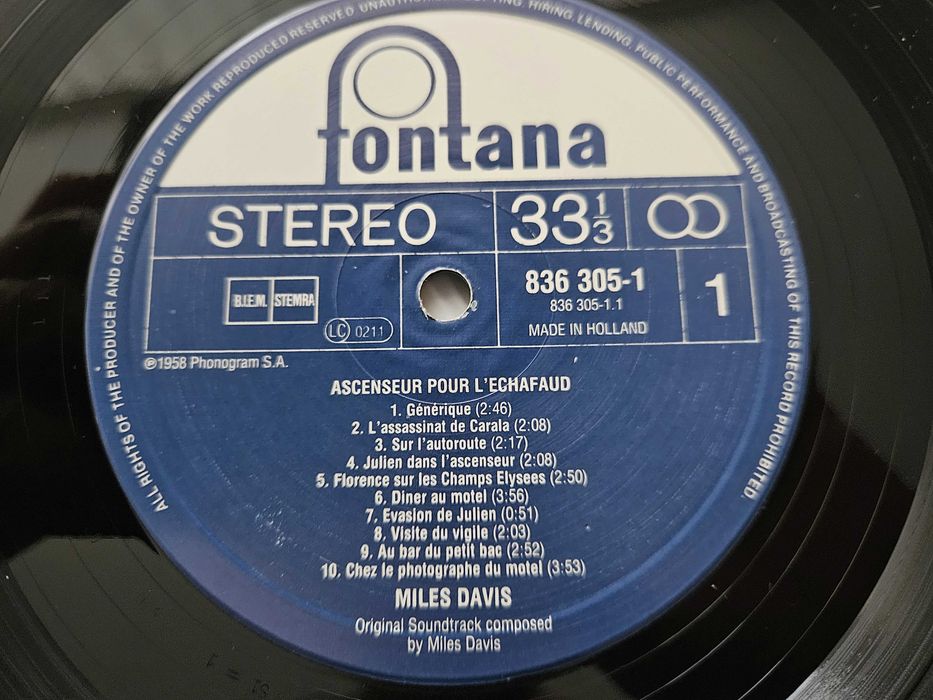 ALL RIGHTS OF THE PRODUCER AND OF THE OWNER OF THE WORK REPRODUCED RESERVED UNAUTHORISED HIRING, LENDING, PUBLIC PERFORMANCE AND BROADCASTING OF THIS RECORD PROHIBITED.
fontana
STEREO
33 1/3
836 305-1
1
B.I.E.M. STEMRA
836 305-1.1
LC 0211
MADE IN HOLLAND
℗1958 Phonogram S.A.
ASCENSEUR POUR L'ECHAFAUD
1. Générique (2:46)
2. L'assassinat de Carala (2:08)
3. Sur l'autoroute (2:17)
4. Julien dans l'ascenseur (2:08)
5. Florence sur les Champs Elysees (2:50)
6. Diner au motel (3:56)
7. Evasion de Julien (0:51)
8. Visite du vigile (2:03)
9. Au bar du petit bac (2:52)
10. Chez le photographe du motel (3:53)
MILES DAVIS
Original Soundtrack composed
by Miles Davis